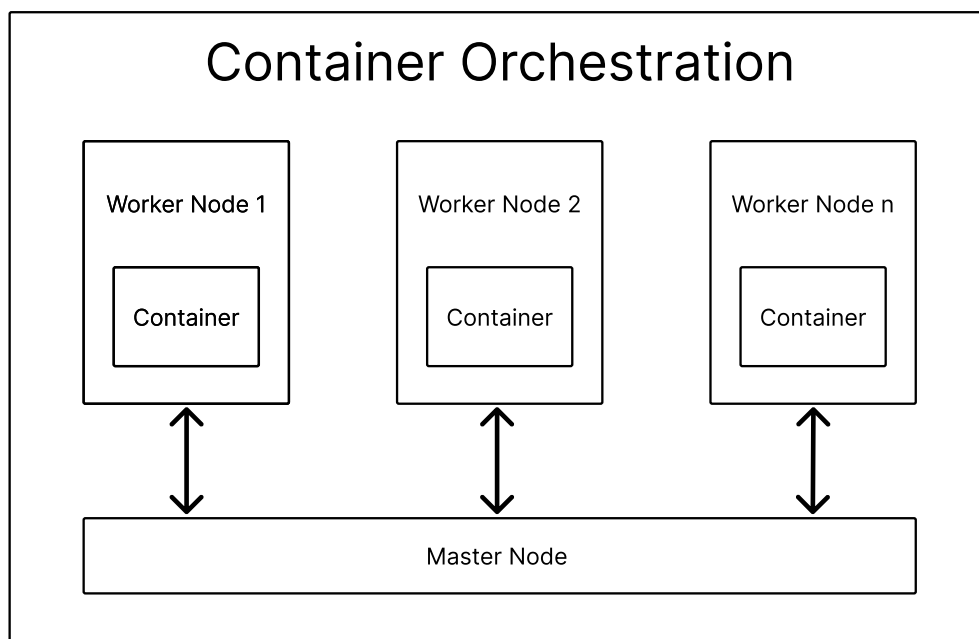 Container Orchestration
Worker Node 1
Worker Node 2
Worker Node n
Container
Container
Container
Master Node